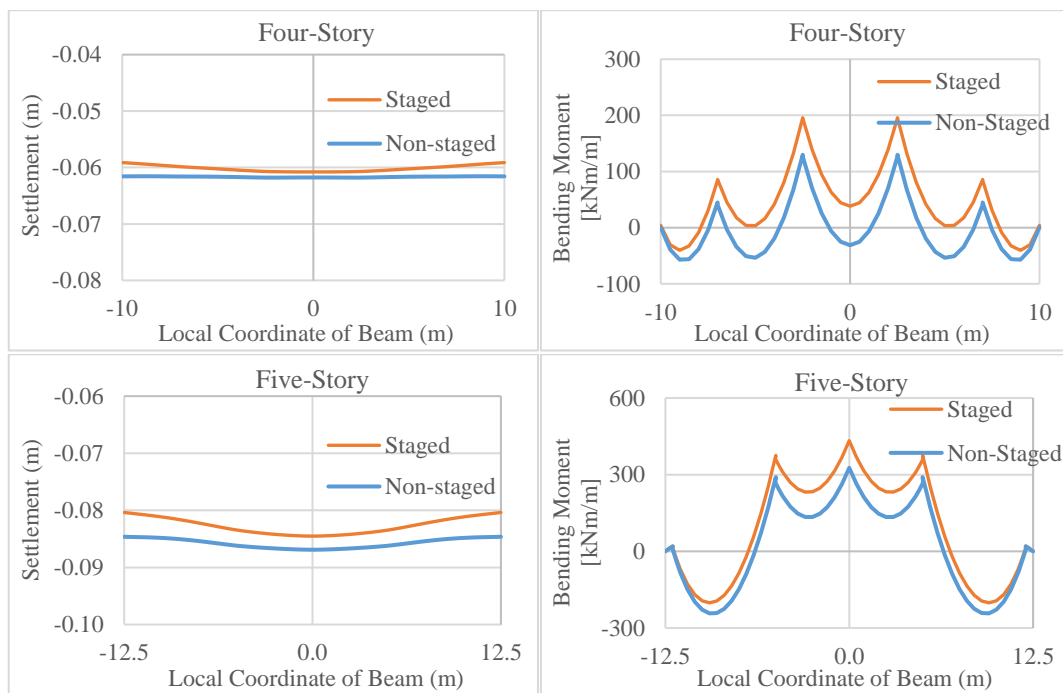 Four-Story
-0.04
-0.05
-0.06
-0.07
-0.08
Settlement (m)
Staged
Non-staged
-10
0
10
Local Coordinate of Beam (m)
Four-Story
300
200
100
0
-100
Bending Moment
[kNm/m]
Staged
Non-Staged
-10
0
10
Local Coordinate of Beam (m)
Five-Story
-0.06
-0.07
-0.08
-0.09
-0.10
Settlement (m)
Staged
Non-staged
-12.5
0.0
12.5
Local Coordinate of Beam (m)
Five-Story
600
300
0
-300
Bending Moment
[kNm/m]
Staged
Non-Staged
-12.5
0.0
12.5
Local Coordinate of Beam (m)